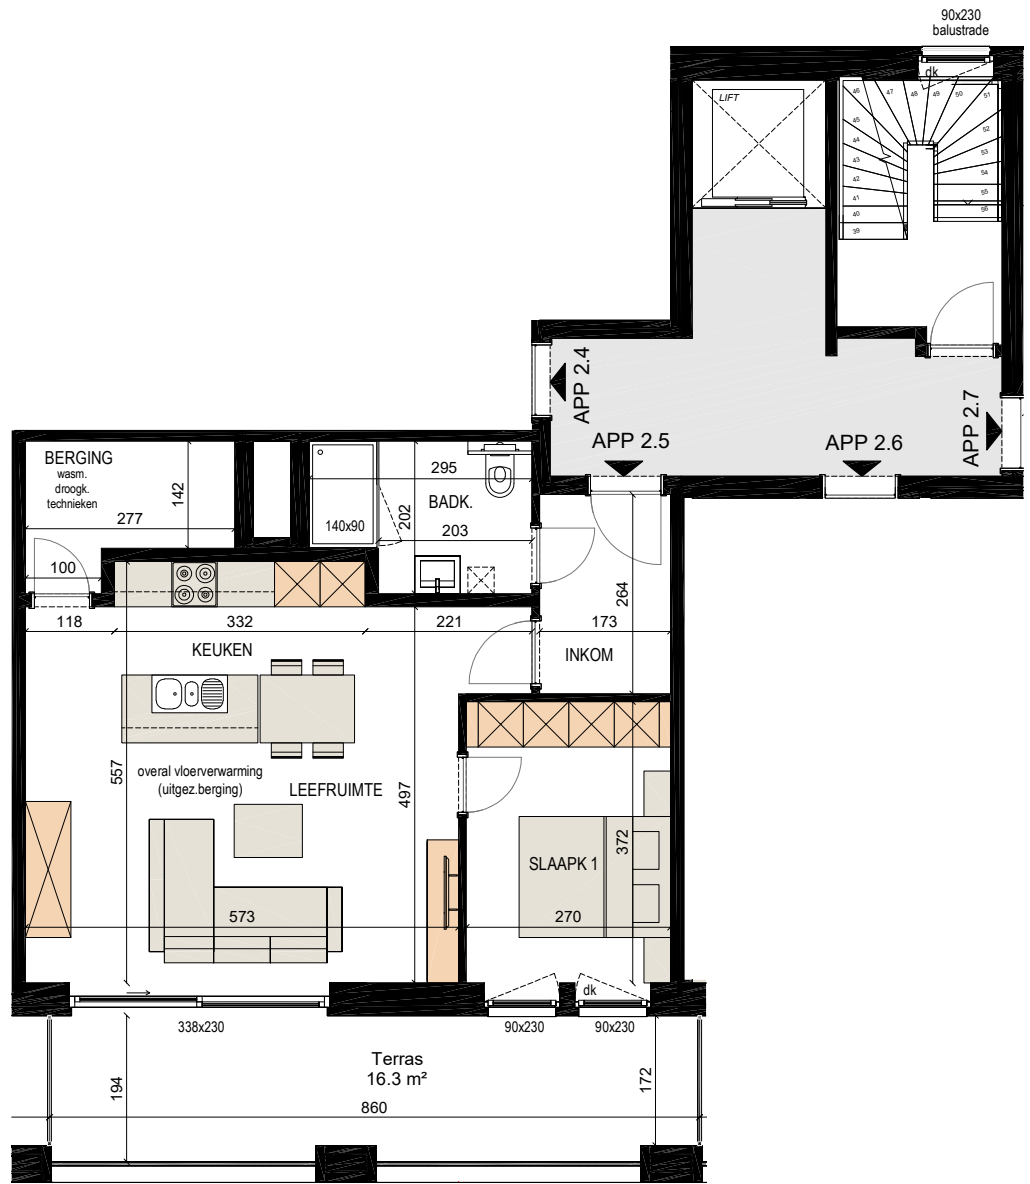 90x230
balustrade
dk
LIFT
46
47
48
49
50
51
45
44
43
42
41
40
39
52
53
54
55
56
APP 2.4
APP 2.5
APP 2.6
APP 2.7
BERGING
wasm.
droogk.
technieken
277
142
100
295
BADK.
202
203
140x90
264
118
332
221
173
KEUKEN
INKOM
557
overal vloerverwarming
(uitgez.berging)
LEEFRUIMTE
497
372
SLAAPK 1
573
270
dk
338x230
90x230
90x230
Terras
16.3 m²
194
172
860